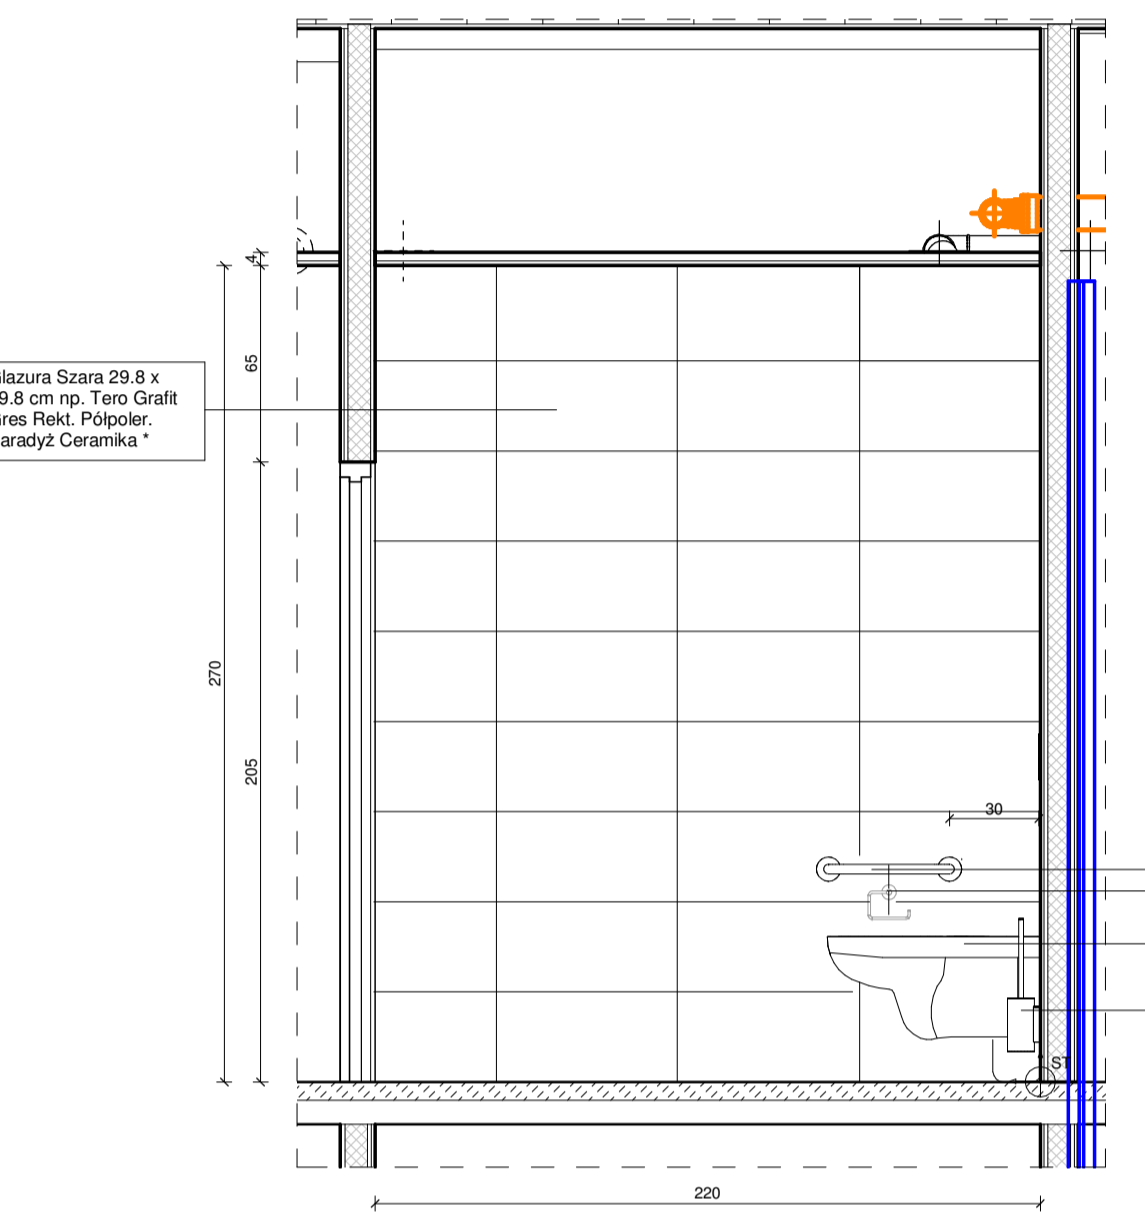 4
65
lazura Szara 29.8 x
9.8 cm np. Tero Grafit
res Rekt. Półpoler.
aradyż Ceramika *
270
205
30
ST
220